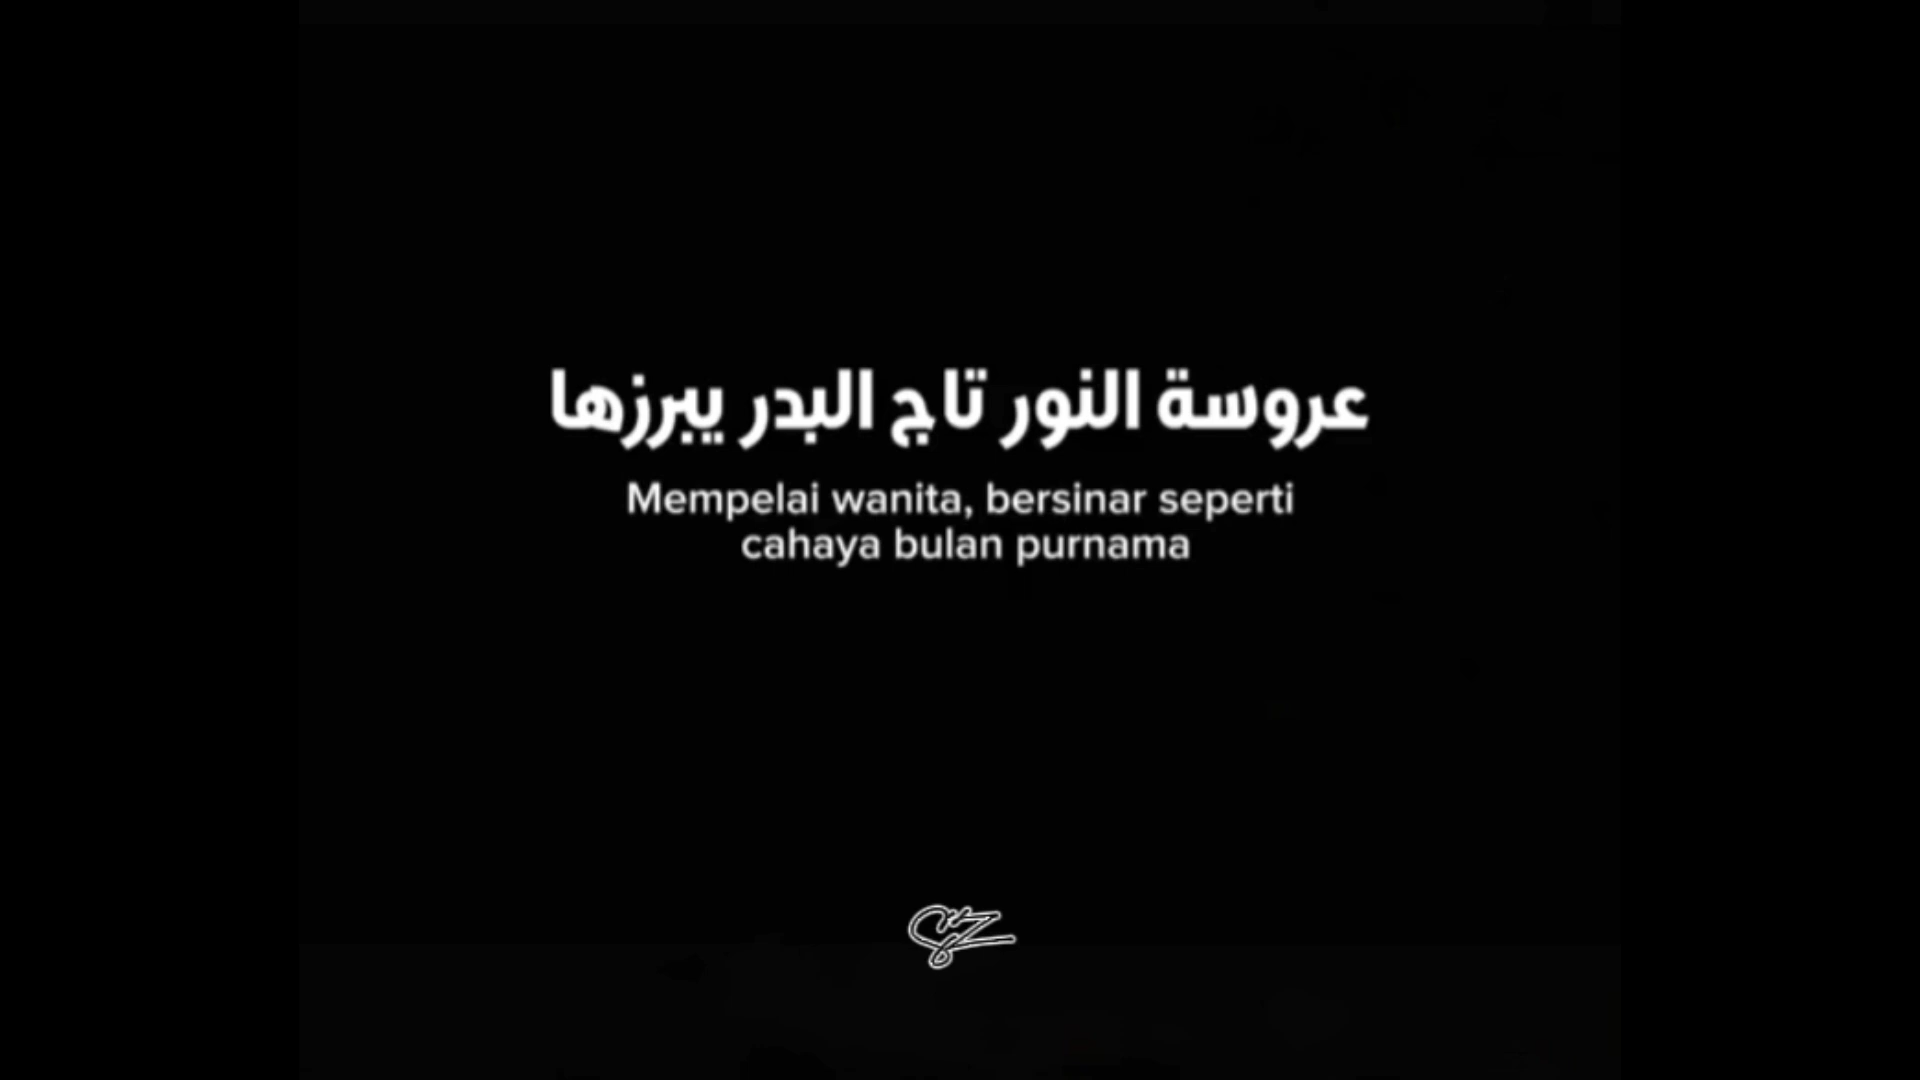 عروسة النور تاج البدر يبرزها
Mempelai wanita, bersinar seperti
cahaya bulan purnama